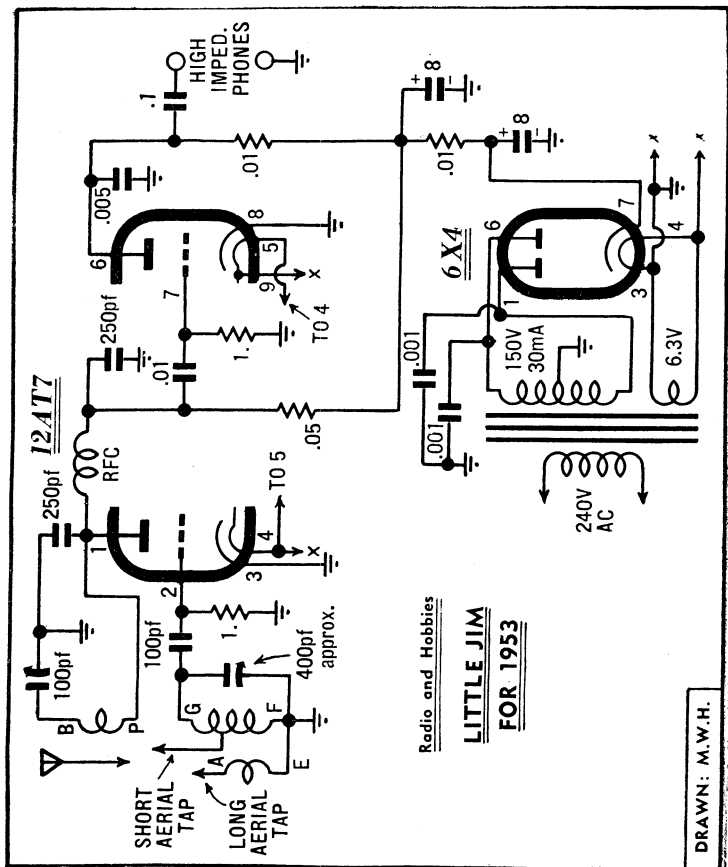 12AT7
250pf
RFC
250pf
100pf
B
P
1
2
3
4
TO 5
x
100pf
1.
400pf
approx.
G
F
A
E
SHORT
AERIAL
TAP
LONG
AERIAL
TAP
.01
.05
1.
6
7
8
5
9
x
TO 4
.005
.1
HIGH
IMPED.
PHONES
.01
+
8
-
.01
+
8
-
6X4
6
1
7
4
3
x
x
.001
.001
150V
30mA
6.3V
240V
AC
Radio and Hobbies
LITTLE JIM
FOR 1953
DRAWN: M.W.H.